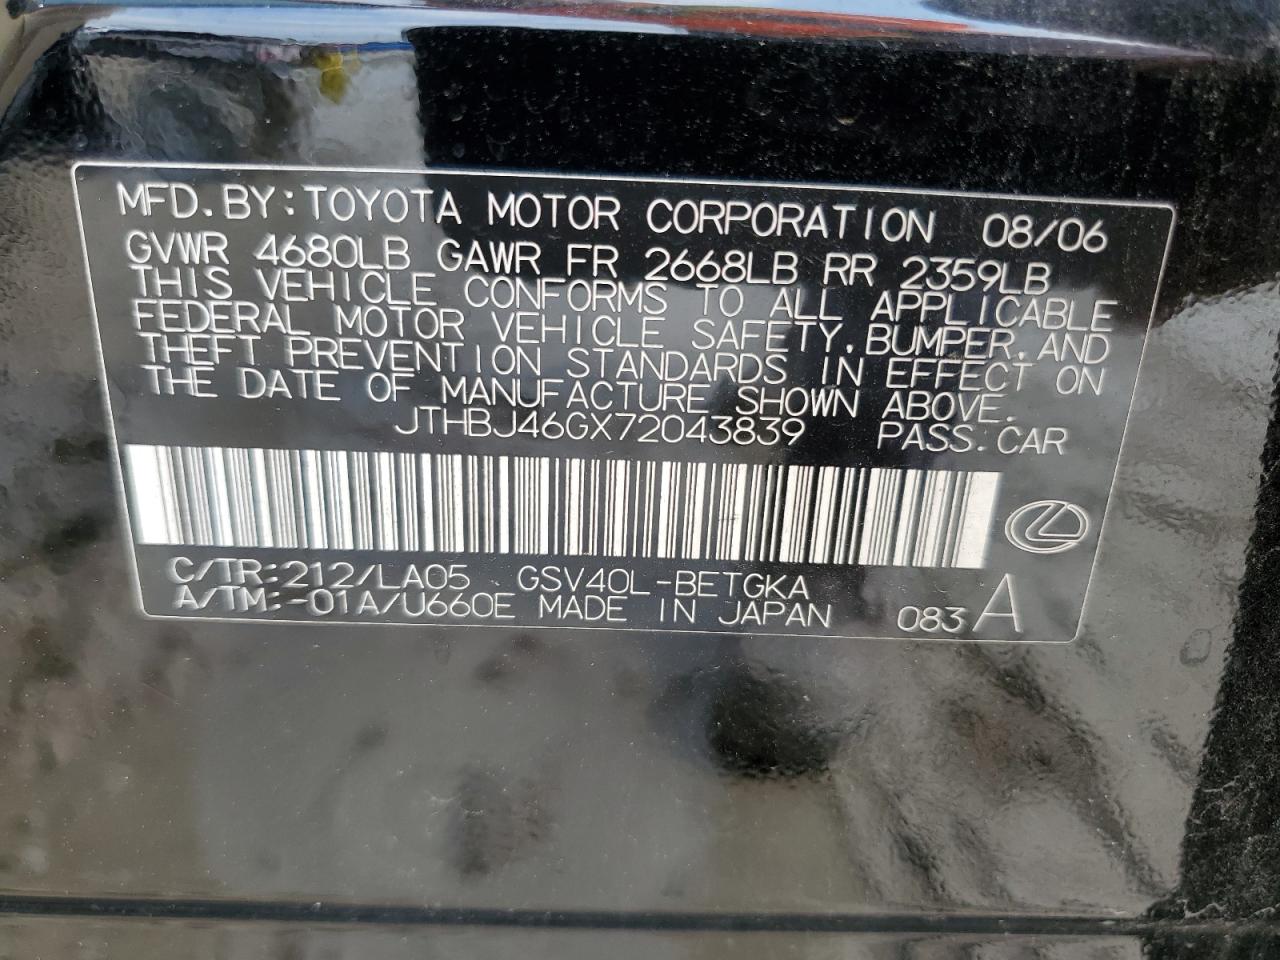 MFD. BY: TOYOTA MOTOR CORPORATION 08/06
GVWR 4680LB GAWR FR 2668LB RR 2359LB
THIS VEHICLE CONFORMS TO ALL APPLICABLE
FEDERAL MOTOR VEHICLE SAFETY, BUMPER, AND
THEFT PREVENTION STANDARDS IN EFFECT ON
THE DATE OF MANUFACTURE SHOWN ABOVE.
JTHBJ46GX72043839 PASS. CAR
C/TR: 212/LA05 GSV40L-BETGKA
A/TM: -01A/U660E MADE IN JAPAN 083 A